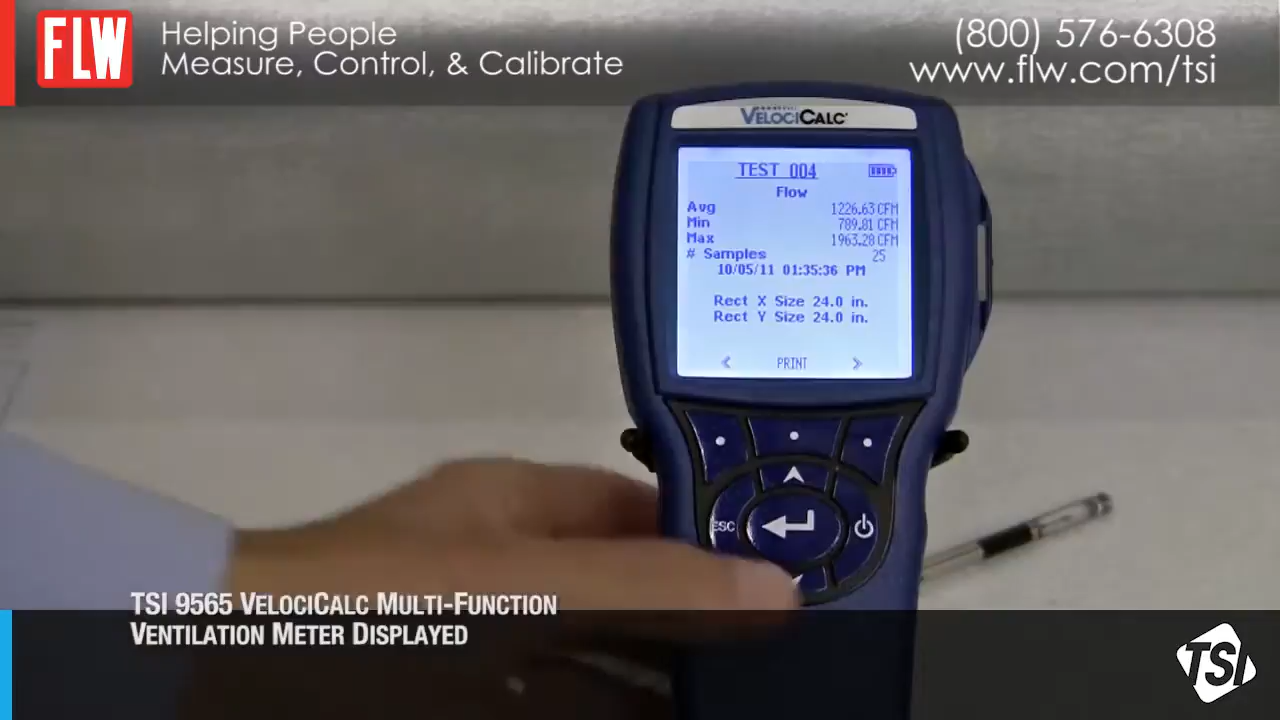 FLW
Helping People
Measure, Control, & Calibrate
(800) 576-6308
www.flw.com/tsi
VELOCICALC
TEST 004
Flow
Avg 1226.63 CFM
Min 789.81 CFM
Max 1963.28 CFM
# Samples 25
10/05/11 01:35:36 PM
Rect X Size 24.0 in.
Rect Y Size 24.0 in.
< PRINT >
ESC
TSI 9565 VELOCICALC MULTI-FUNCTION
VENTILATION METER DISPLAYED
TSI